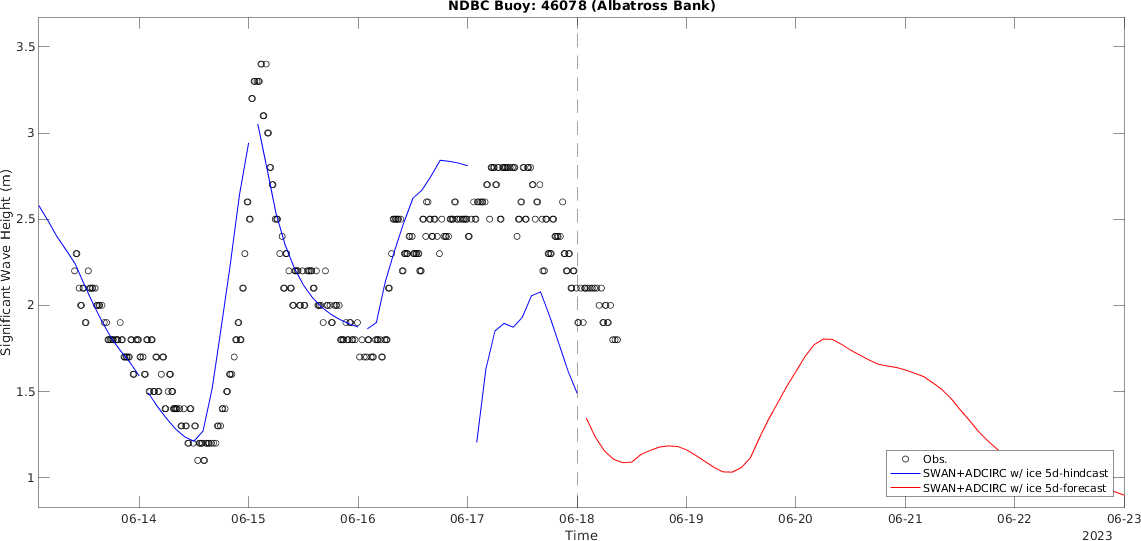 NDBC Buoy: 46078 (Albatross Bank)
Significant Wave Height (m)
3.5
3
2.5
2
1.5
1
Obs.
SWAN+ADCIRC w/ ice 5d-hindcast
SWAN+ADCIRC w/ ice 5d-forecast
06-14 06-15 06-16 06-17 06-18 06-19 06-20 06-21 06-22 06-23
Time
2023